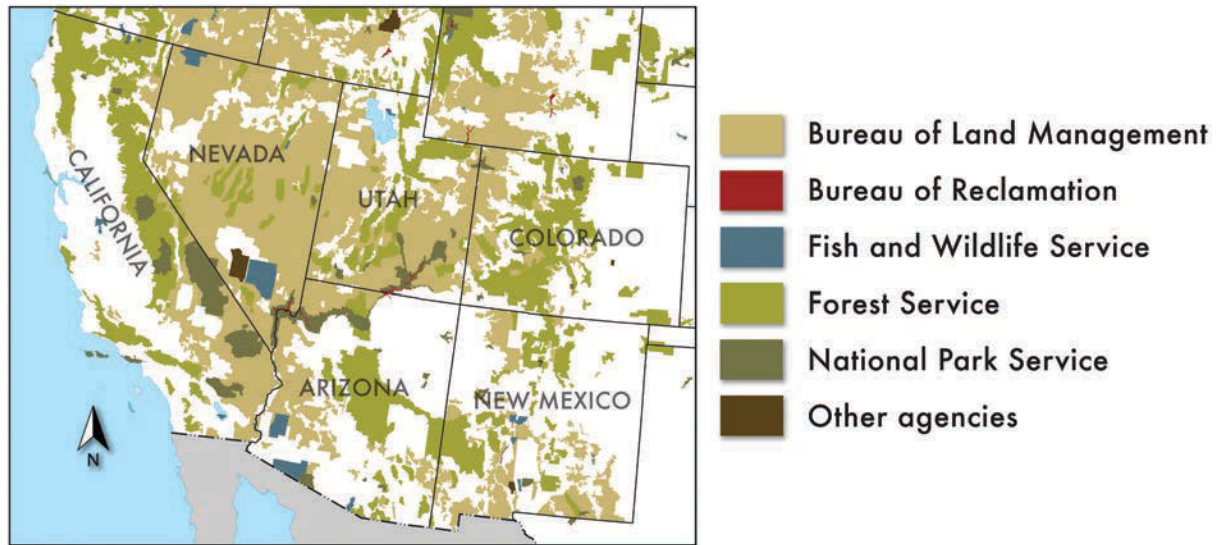 NEVADA
UTAH
COLORADO
CALIFORNIA
ARIZONA
NEW MEXICO
N
Bureau of Land Management
Bureau of Reclamation
Fish and Wildlife Service
Forest Service
National Park Service
Other agencies